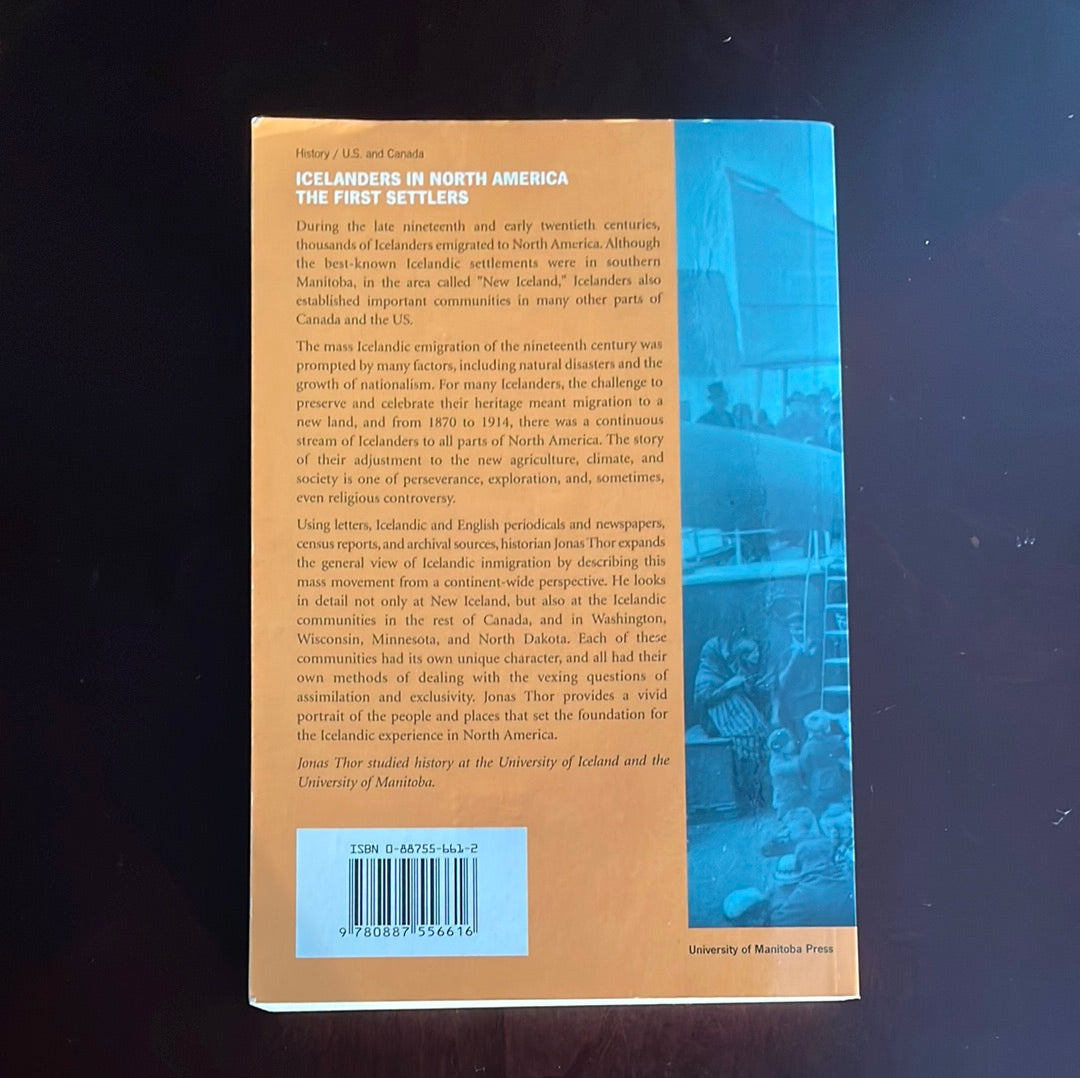 History / U.S. and Canada
ICELANDERS IN NORTH AMERICA
THE FIRST SETTLERS
During the late nineteenth and early twentieth centuries,
thousands of Icelanders emigrated to North America. Although
the best-known Icelandic settlements were in southern
Manitoba, in the area called "New Iceland," Icelanders also
established important communities in many other parts of
Canada and the US.
The mass Icelandic emigration of the nineteenth century was
prompted by many factors, including natural disasters and the
growth of nationalism. For many Icelanders, the challenge to
preserve and celebrate their heritage meant migration to a
new land, and from 1870 to 1914, there was a continuous
stream of Icelanders to all parts of North America. The story
of their adjustment to the new agriculture, climate, and
society is one of perseverance, exploration, and, sometimes,
even religious controversy.
Using letters, Icelandic and English periodicals and newspapers,
census reports, and archival sources, historian Jonas Thor expands
the general view of Icelandic inmigration by describing this
mass movement from a continent-wide perspective. He looks
in detail not only at New Iceland, but also at the Icelandic
communities in the rest of Canada, and in Washington,
Wisconsin, Minnesota, and North Dakota. Each of these
communities had its own unique character, and all had their
own methods of dealing with the vexing questions of
assimilation and exclusivity. Jonas Thor provides a vivid
portrait of the people and places that set the foundation for
the Icelandic experience in North America.
Jonas Thor studied history at the University of Iceland and the
University of Manitoba.
ISBN 0-88755-661-2
9 780887 556616
University of Manitoba Press